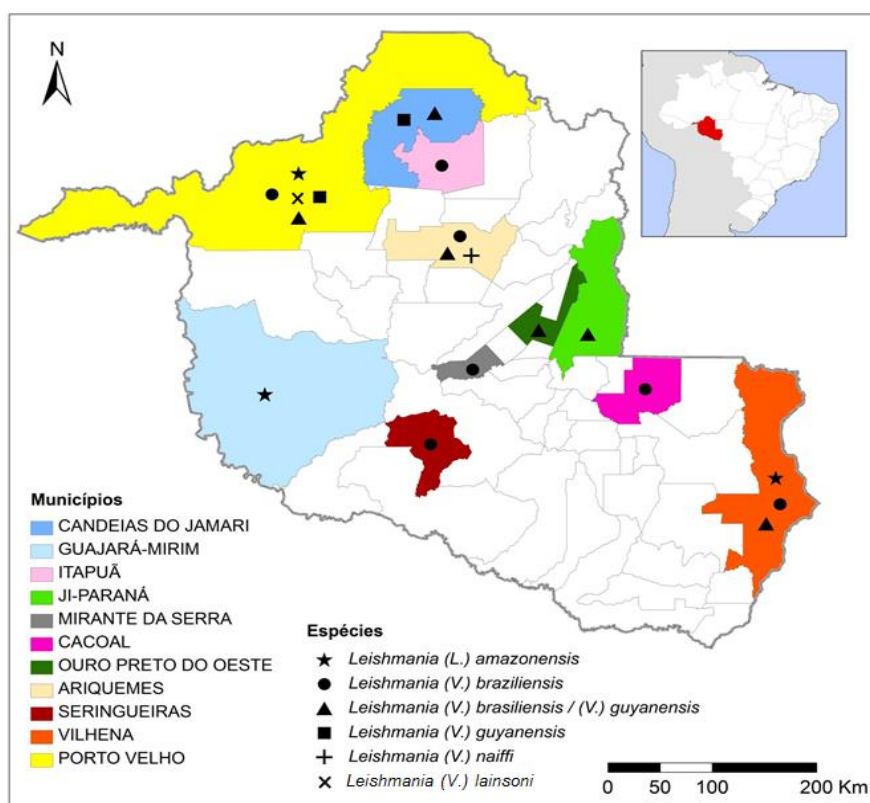 N
Municípios
CANDEIAS DO JAMARI
GUAJARÁ-MIRIM
ITAPUÃ
JI-PARANÁ
MIRANTE DA SERRA
CACOAL
OURO PRETO DO OESTE
ARIQUEMES
SERINGUEIRAS
VILHENA
PORTO VELHO
Espécies
Leishmania (L.) amazonensis
Leishmania (V.) braziliensis
Leishmania (V.) brasiliensis / (V.) guyanensis
Leishmania (V.) guyanensis
Leishmania (V.) naiffi
Leishmania (V.) lainsoni
0 50 100 200 Km